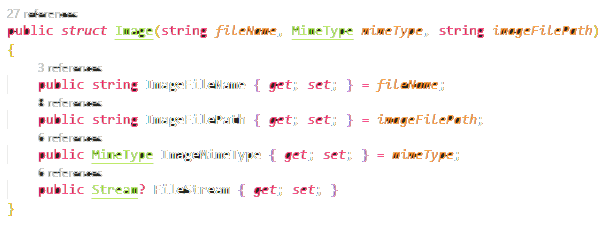 27 references
public struct Image(string fileName, MimeType mimeType, string imageFilePath)
{
3 references
public string ImageFileName { get; set; } = fileName;
8 references
public string ImageFilePath { get; set; } = imageFilePath;
6 references
public MimeType ImageMimeType { get; set; } = mimeType;
6 references
public Stream? FileStream { get; set; }
}